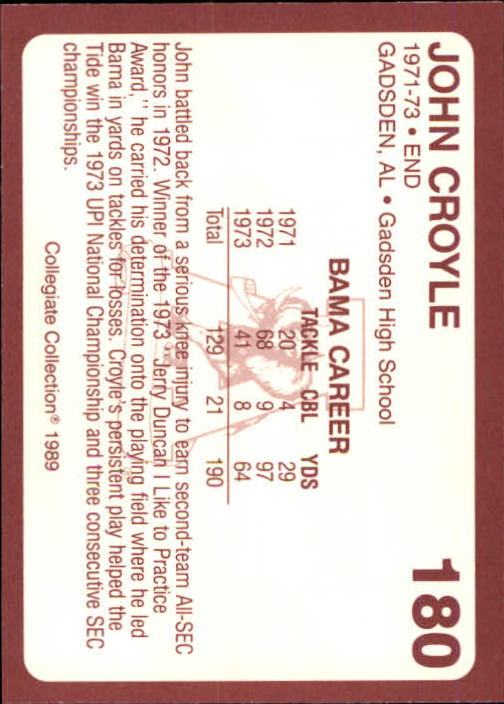 JOHN CROYLE 180
1971-73 • END
GADSDEN, AL • Gadsden High School
BAMA CAREER
TACKLE CBL YDS
1971 20 4 29
1972 68 9 97
1973 41 8 64
Total 129 21 190
John battled back from a serious knee injury to earn second-team All-SEC
honors in 1972. Winner of the 1973 "Jerry Duncan I Like to Practice
Award," he carried his determination onto the playing field where he led
Bama in yards on tackles for losses. Croyle's persistent play helped the
Tide win the 1973 UPI National Championship and three consecutive SEC
championships.
Collegiate Collection® 1989